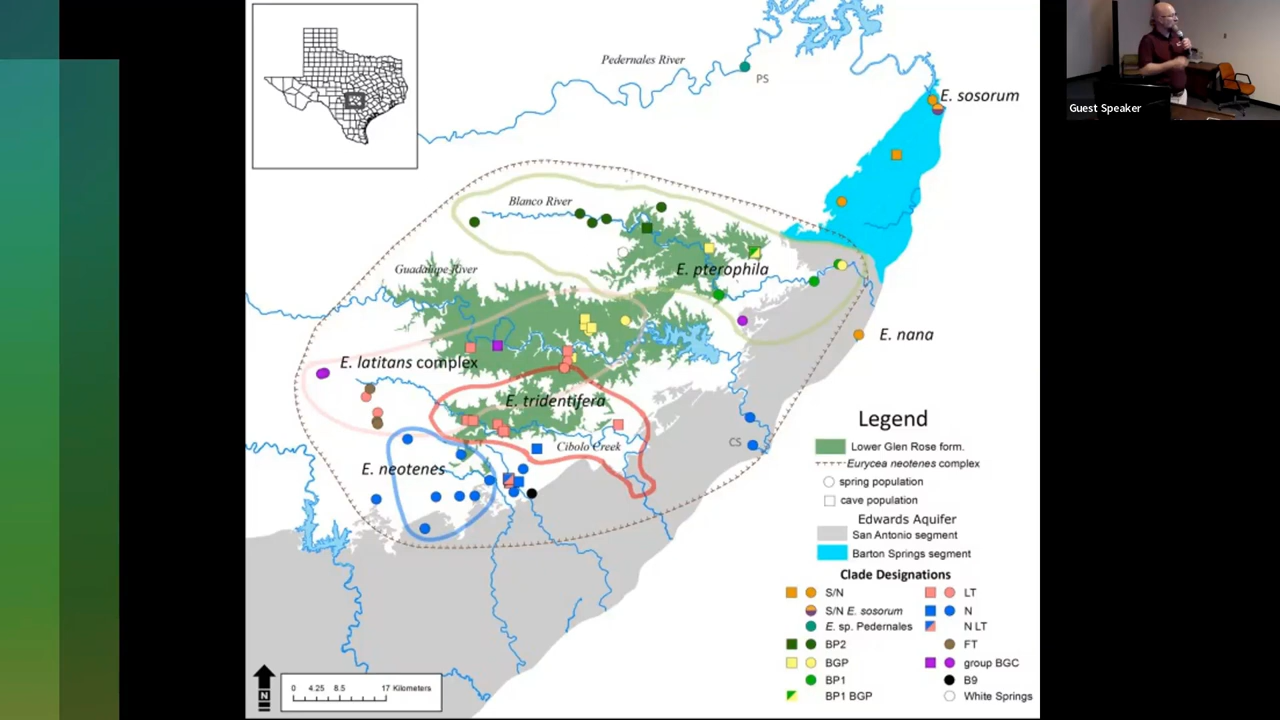 Pedernales River
PS
E. sosorum
Guest Speaker
Blanco River
E. pterophila
Guadalupe River
E. nana
E. latitans complex
E. tridentifera
Cibolo Creek
CS
E. neotenes
Legend
Lower Glen Rose form.
Eurycea neotenes complex
spring population
cave population
Edwards Aquifer
San Antonio segment
Barton Springs segment
Clade Designations
S/N
LT
S/N E. sosorum
N
E. sp. Pedernales
N LT
BP2
FT
BGP
group BGC
BP1
B9
BP1 BGP
White Springs
N
0 4.25 8.5 17 Kilometers